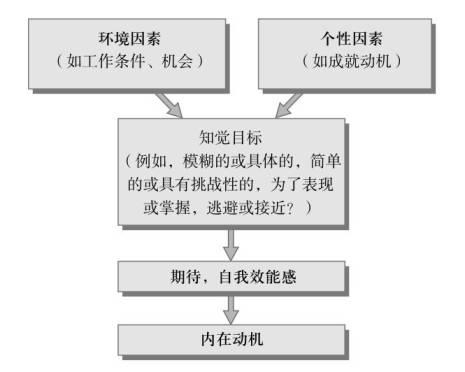 环境因素
（如工作条件、机会）
个性因素
（如成就动机）
知觉目标
（例如，模糊的或具体的，简单
的或具有挑战性的，为了表现
或掌握，逃避或接近？）
期待，自我效能感
内在动机